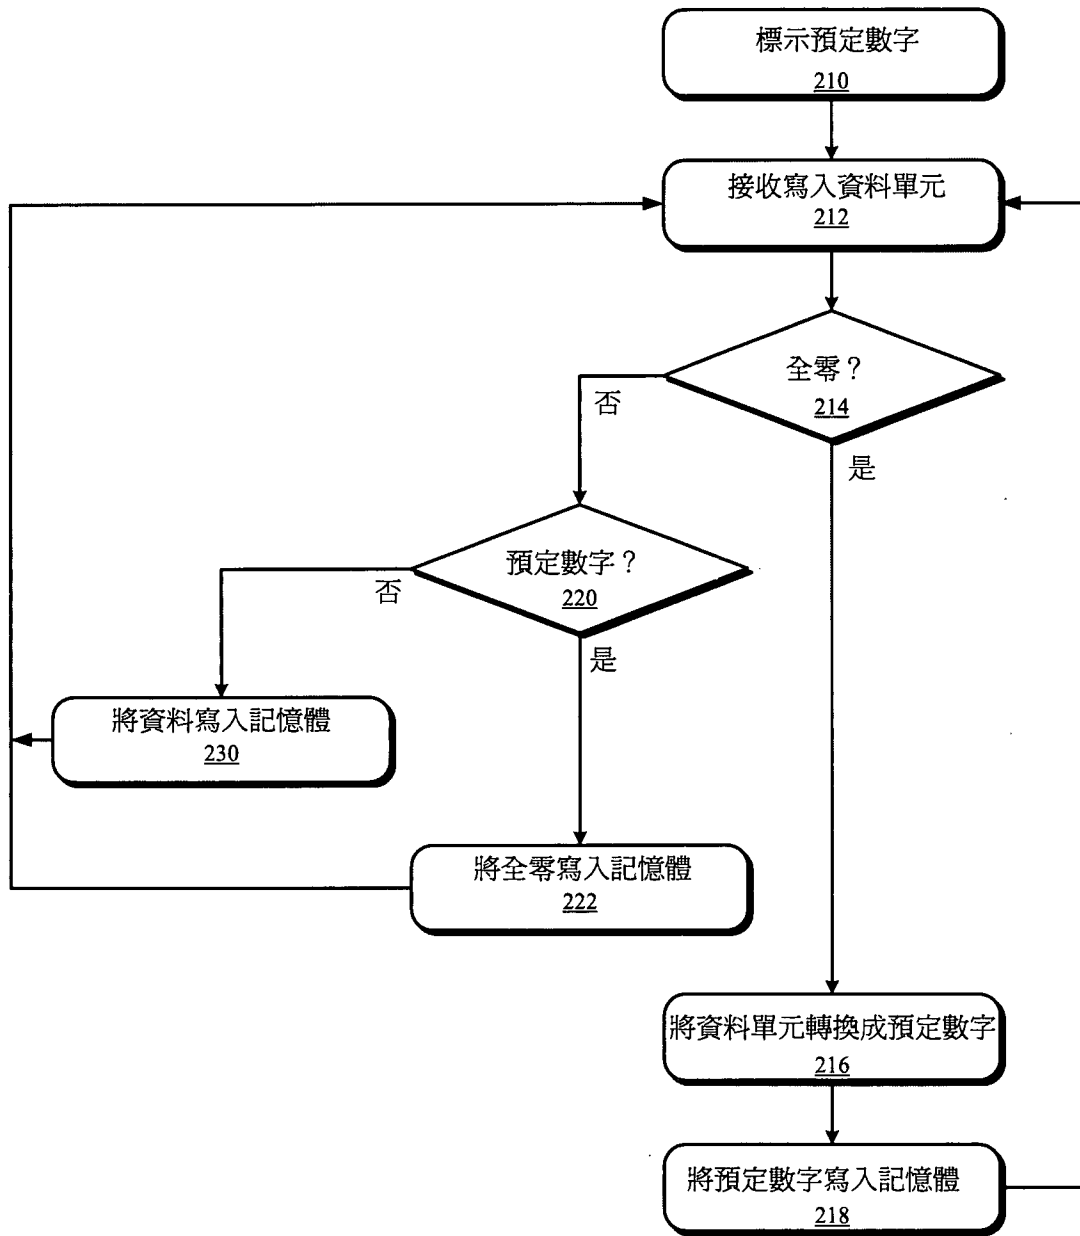 標示預定數字
210
接收寫入資料單元
212
全零？
214
否
是
預定數字？
220
否
是
將資料寫入記憶體
230
將全零寫入記憶體
222
將資料單元轉換成預定數字
216
將預定數字寫入記憶體
218